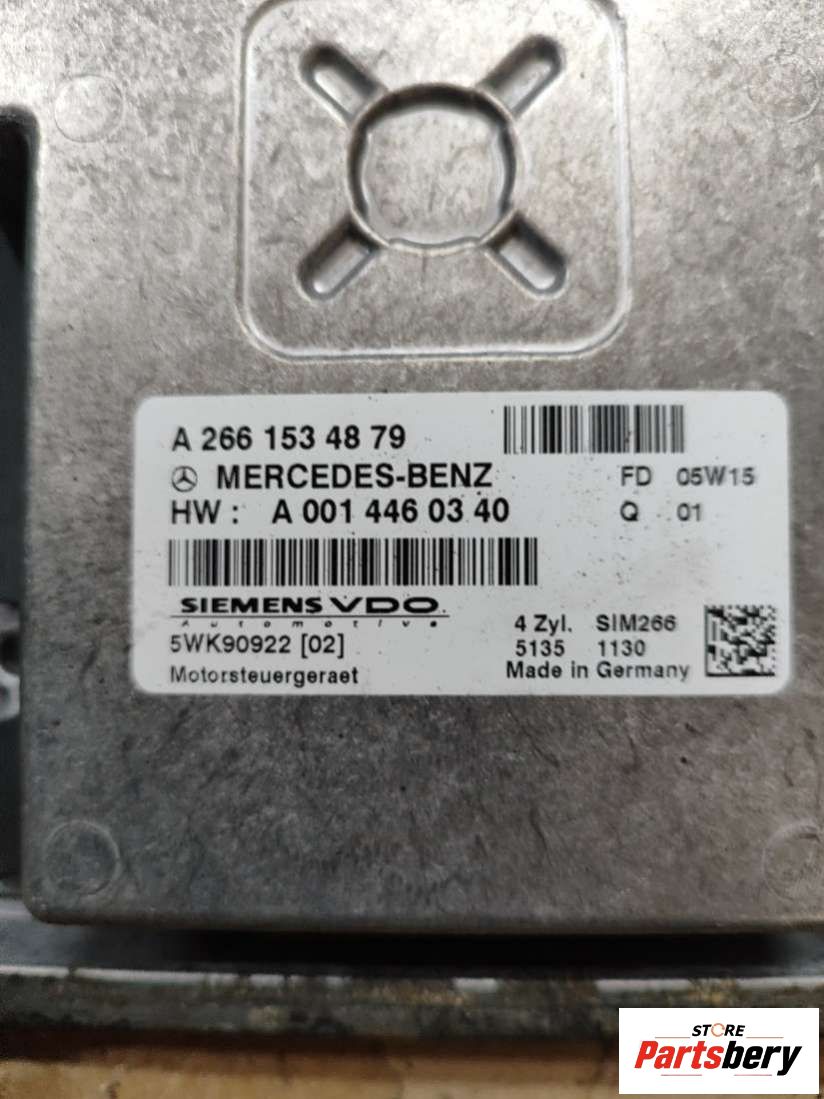 A 266 153 48 79
MERCEDES-BENZ FD 05W15
HW : A 001 446 03 40 Q 01
SIEMENS VDO
Automotive
5WK90922 [02] 4 Zyl. SIM266
5135 1130
Motorsteuergeraet Made in Germany
STORE
Partsbery